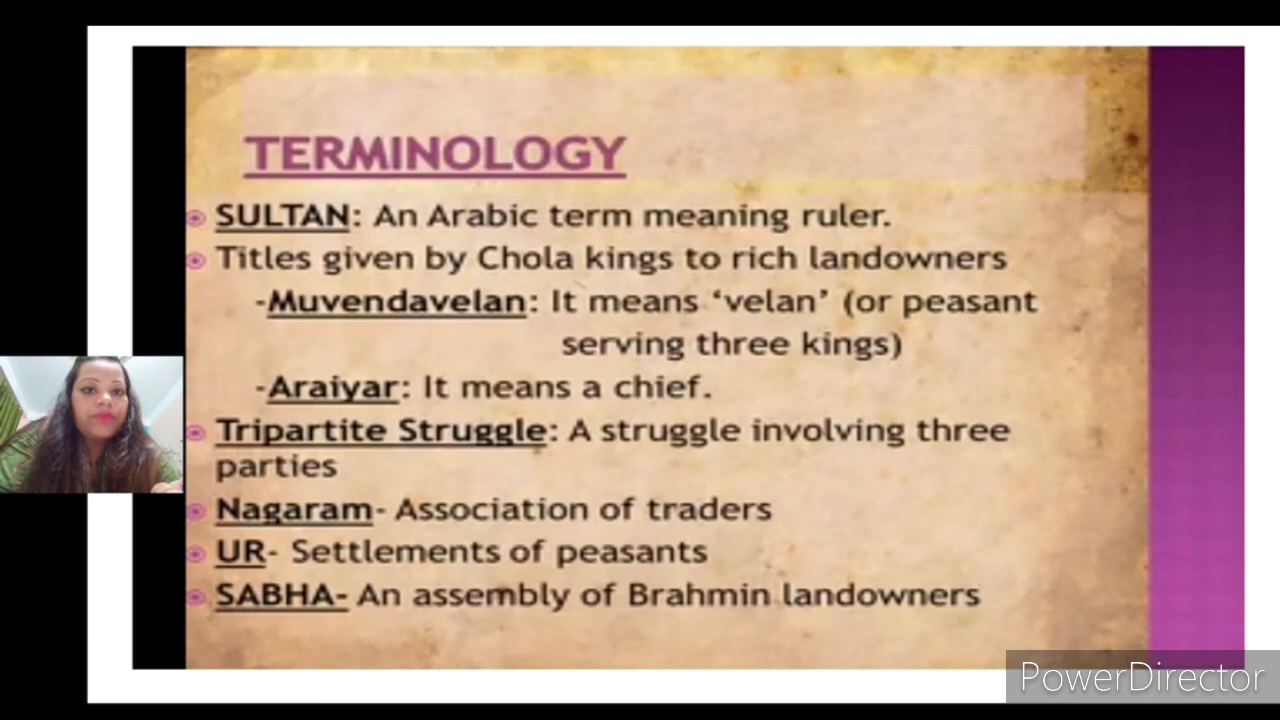 TERMINOLOGY
SULTAN: An Arabic term meaning ruler.
Titles given by Chola kings to rich landowners
-Muvendavelan: It means ‘velan’ (or peasant
serving three kings)
-Araiyar: It means a chief.
Tripartite Struggle: A struggle involving three
parties
Nagaram- Association of traders
UR- Settlements of peasants
SABHA- An assembly of Brahmin landowners
PowerDirector